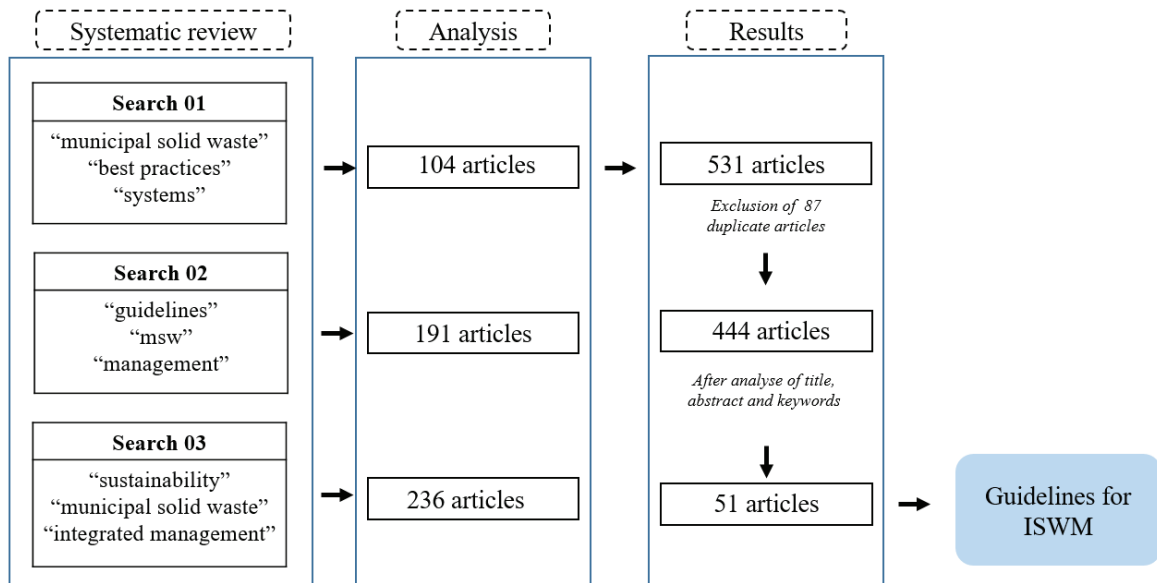 Systematic review
Analysis
Results
Search 01
“municipal solid waste”
“best practices”
“systems”
104 articles
531 articles
Exclusion of 87
duplicate articles
Search 02
“guidelines”
“msw”
“management”
191 articles
444 articles
After analyse of title,
abstract and keywords
Search 03
“sustainability”
“municipal solid waste”
“integrated management”
236 articles
51 articles
Guidelines for
ISWM